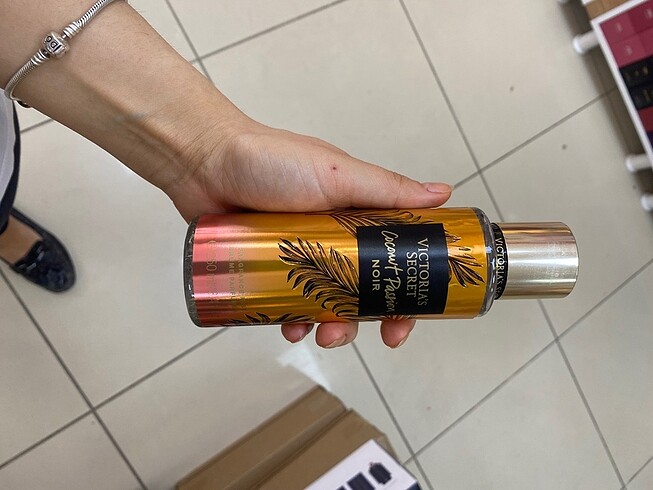 VICTORIA'S
SECRET
Coconut Passion
NOIR
VICTORIA'S